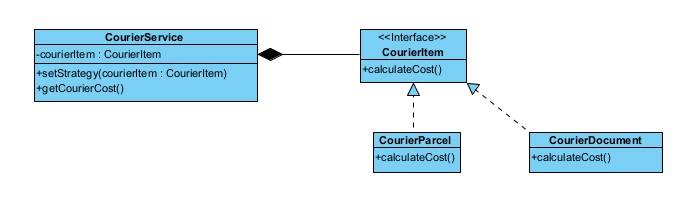 CourierService
-courierItem : CourierItem
+setStrategy(courierItem : CourierItem)
+getCourierCost()
<<Interface>>
CourierItem
+calculateCost()
CourierParcel
+calculateCost()
CourierDocument
+calculateCost()